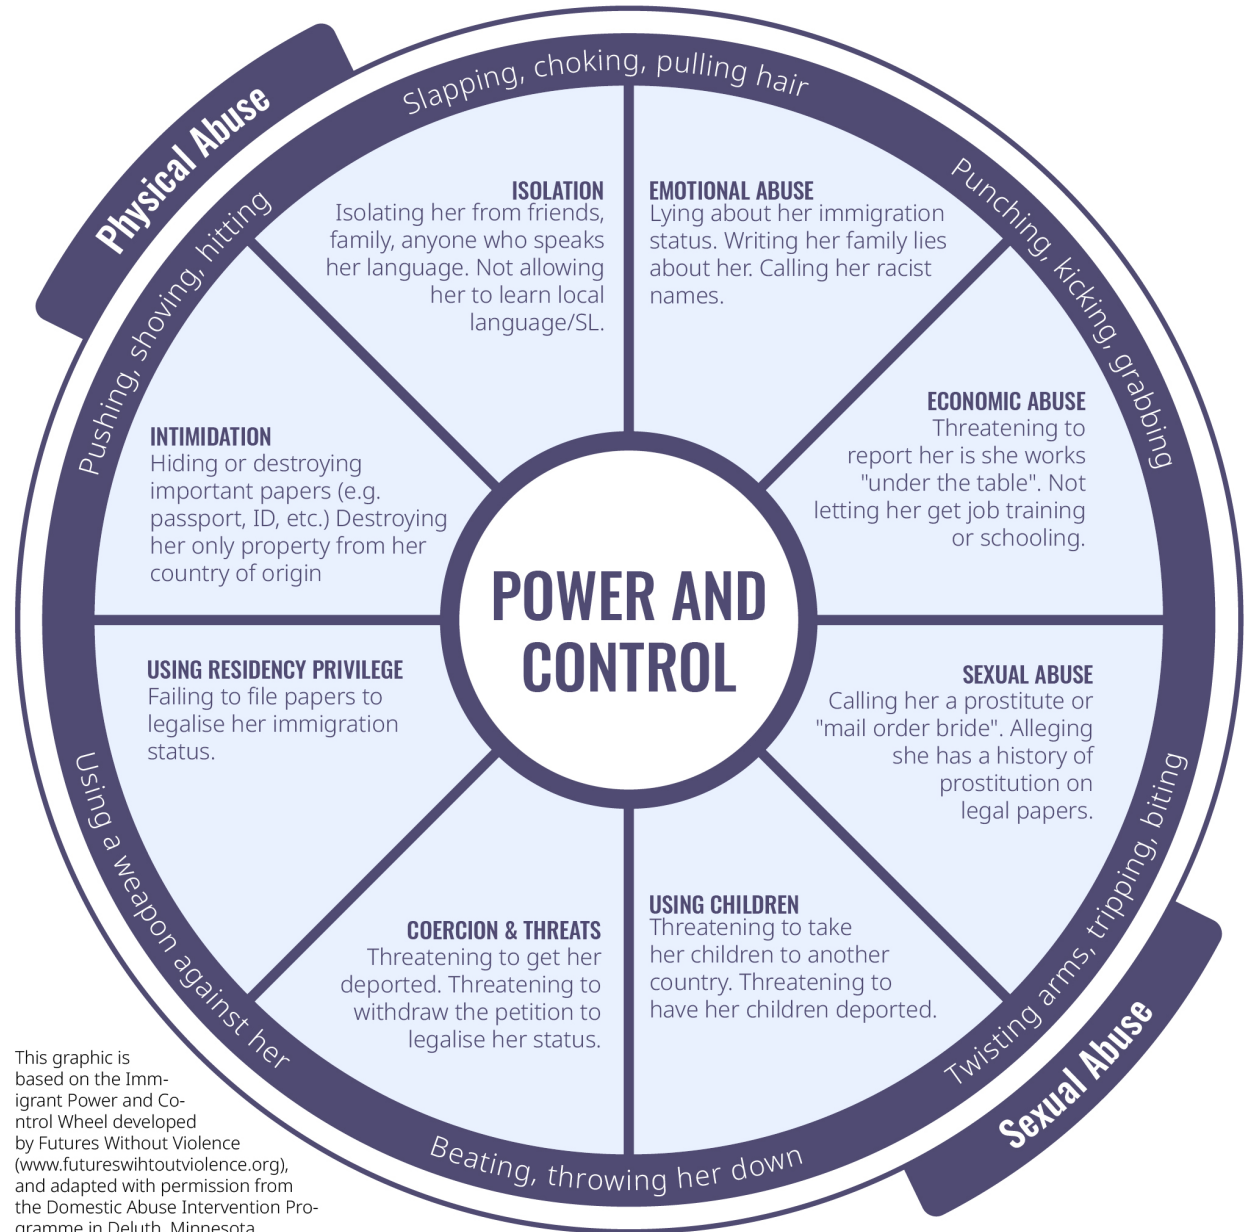 Physical Abuse
Slapping, choking, pulling hair
Punching, kicking, grabbing
Pushing, shoving, hitting
ISOLATION
Isolating her from friends,
family, anyone who speaks
her language. Not allowing
her to learn local
language/SL.
EMOTIONAL ABUSE
Lying about her immigration
status. Writing her family lies
about her. Calling her racist
names.
INTIMIDATION
Hiding or destroying
important papers (e.g.
passport, ID, etc.) Destroying
her only property from her
country of origin
ECONOMIC ABUSE
Threatening to
report her is she works
"under the table". Not
letting her get job training
or schooling.
POWER AND
CONTROL
USING RESIDENCY PRIVILEGE
Failing to file papers to
legalise her immigration
status.
SEXUAL ABUSE
Calling her a prostitute or
"mail order bride". Alleging
she has a history of
prostitution on
legal papers.
COERCION & THREATS
Threatening to get her
deported. Threatening to
withdraw the petition to
legalise her status.
USING CHILDREN
Threatening to take
her children to another
country. Threatening to
have her children deported.
Using a weapon against her
Twisting arms, tripping, biting
Beating, throwing her down
Sexual Abuse
This graphic is
based on the Imm-
igrant Power and Co-
ntrol Wheel developed
by Futures Without Violence
(www.futureswihtoutviolence.org),
and adapted with permission from
the Domestic Abuse Intervention Pro-
gramme in Deluth, Minnesota